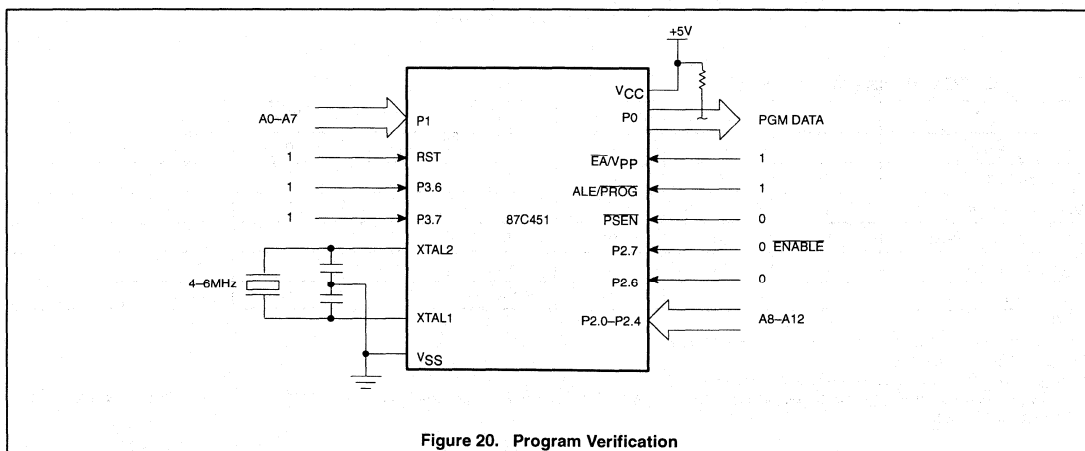 +5V
VCC
A0–A7
P1
P0
PGM DATA
1
RST
EA/VPP
1
1
P3.6
ALE/PROG
1
1
P3.7
87C451
PSEN
0
XTAL2
P2.7
0 ENABLE
4–6MHz
P2.6
0
XTAL1
P2.0–P2.4
A8–A12
VSS
Figure 20. Program Verification